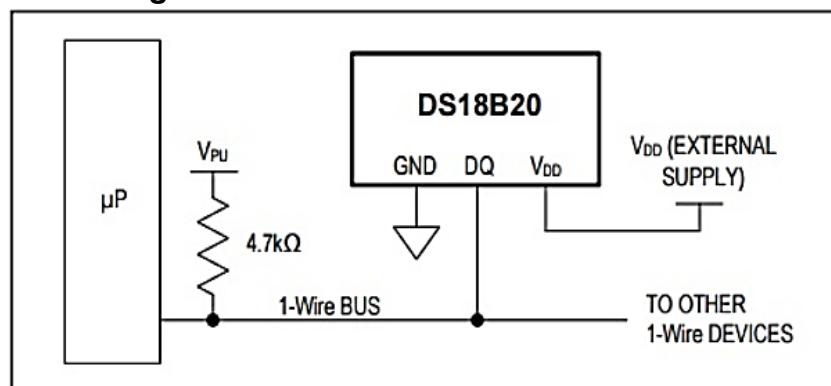 DS18B20
V_DD (EXTERNAL
SUPPLY)
V_PU
GND DQ V_DD
µP
4.7kΩ
1-Wire BUS
TO OTHER
1-Wire DEVICES